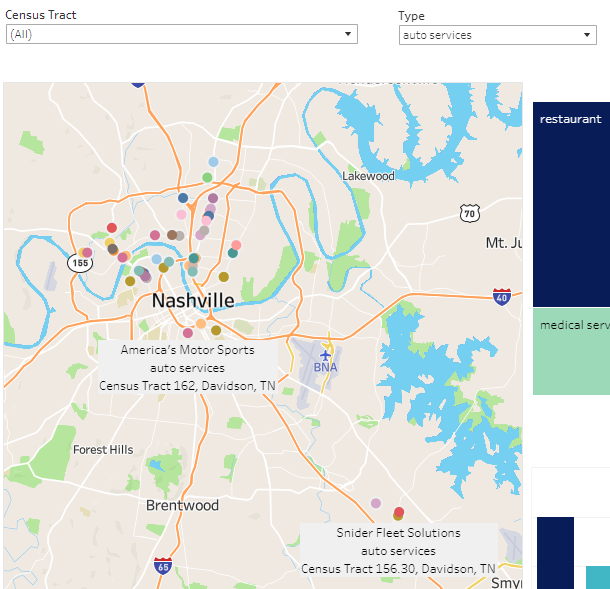 Census Tract
(All)
Type
auto services
restaurant
Lakewood
70
Mt. Ju
155
40
Nashville
medical serv
America's Motor Sports
auto services
Census Tract 162, Davidson, TN
BNA
Forest Hills
Brentwood
Snider Fleet Solutions
auto services
Census Tract 156.30, Davidson, TN
65
Smyr